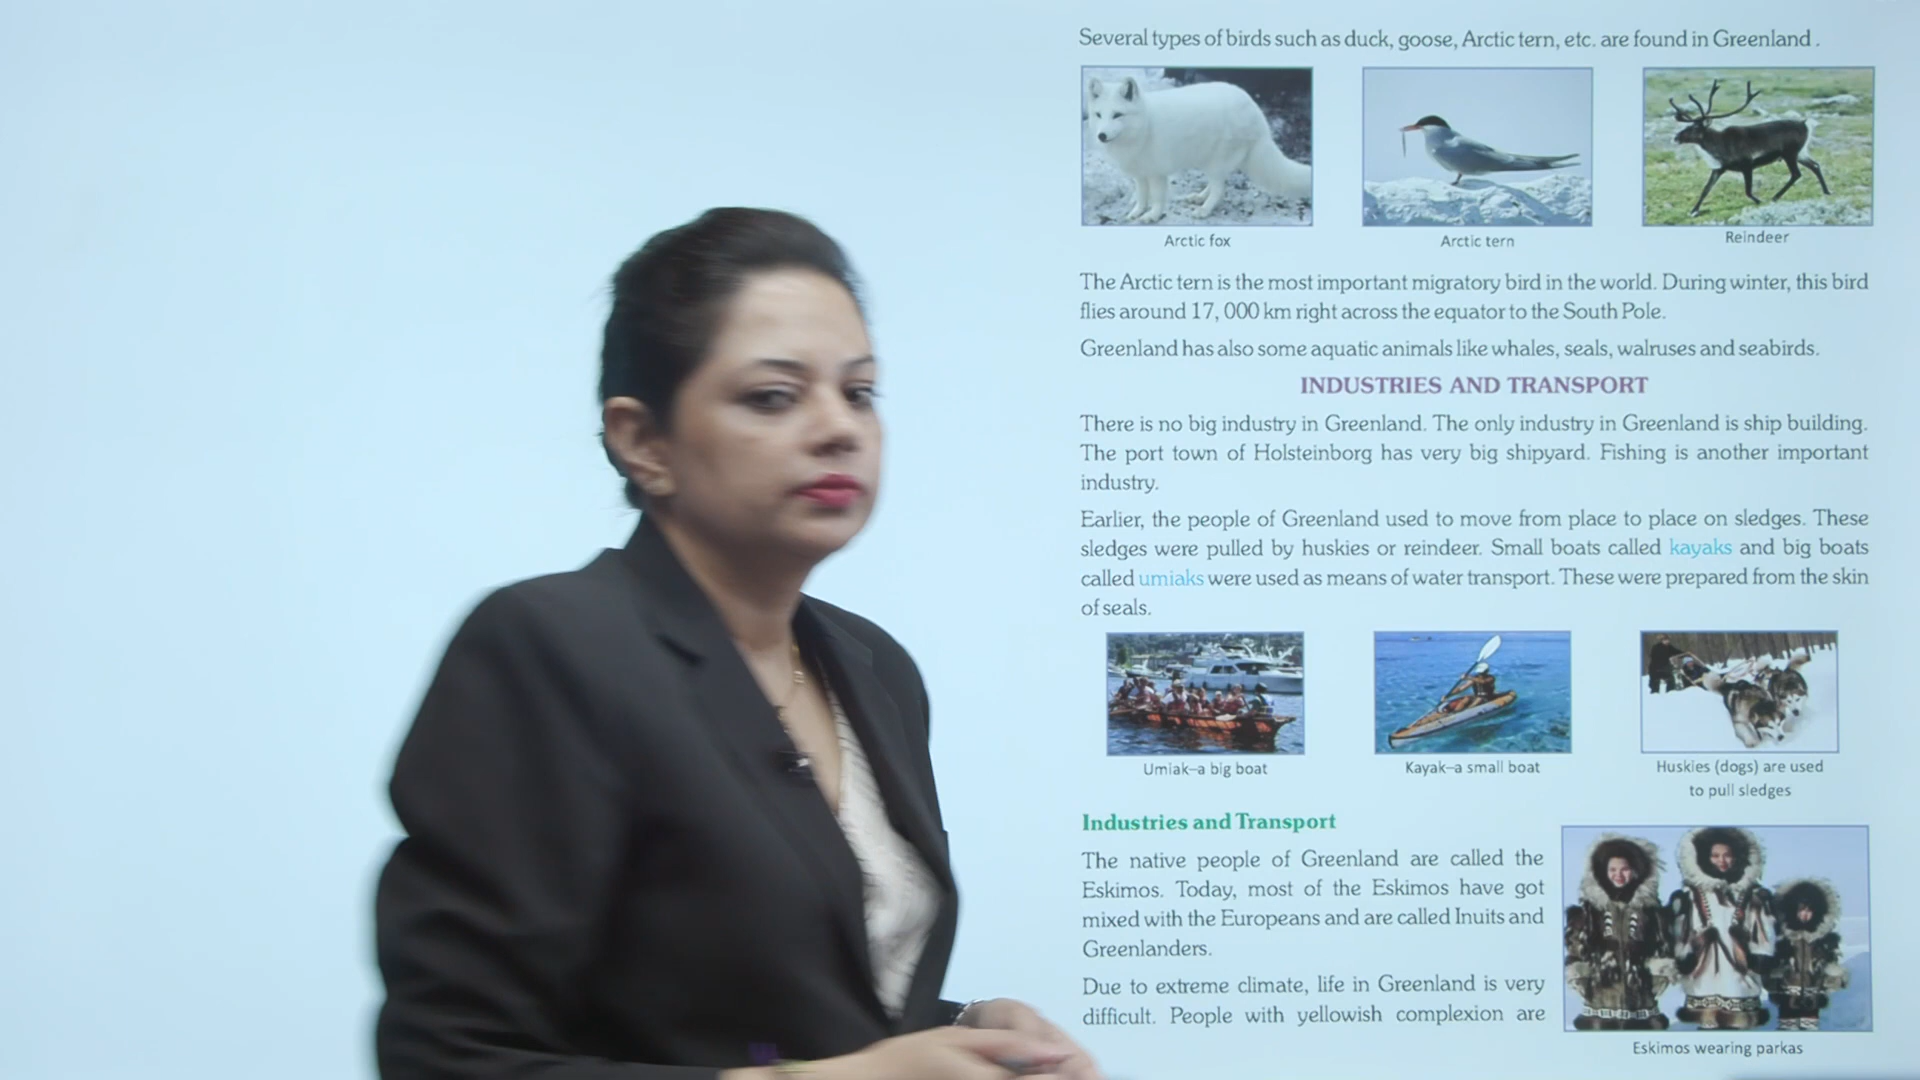 Several types of birds such as duck, goose, Arctic tern, etc. are found in Greenland .
Arctic fox
Arctic tern
Reindeer
The Arctic tern is the most important migratory bird in the world. During winter, this bird
flies around 17, 000 km right across the equator to the South Pole.
Greenland has also some aquatic animals like whales, seals, walruses and seabirds.
INDUSTRIES AND TRANSPORT
There is no big industry in Greenland. The only industry in Greenland is ship building.
The port town of Holsteinborg has very big shipyard. Fishing is another important
industry.
Earlier, the people of Greenland used to move from place to place on sledges. These
sledges were pulled by huskies or reindeer. Small boats called kayaks and big boats
called umiaks were used as means of water transport. These were prepared from the skin
of seals.
Umiak–a big boat
Kayak–a small boat
Huskies (dogs) are used
to pull sledges
Industries and Transport
The native people of Greenland are called the
Eskimos. Today, most of the Eskimos have got
mixed with the Europeans and are called Inuits and
Greenlanders.
Due to extreme climate, life in Greenland is very
difficult. People with yellowish complexion are
Eskimos wearing parkas